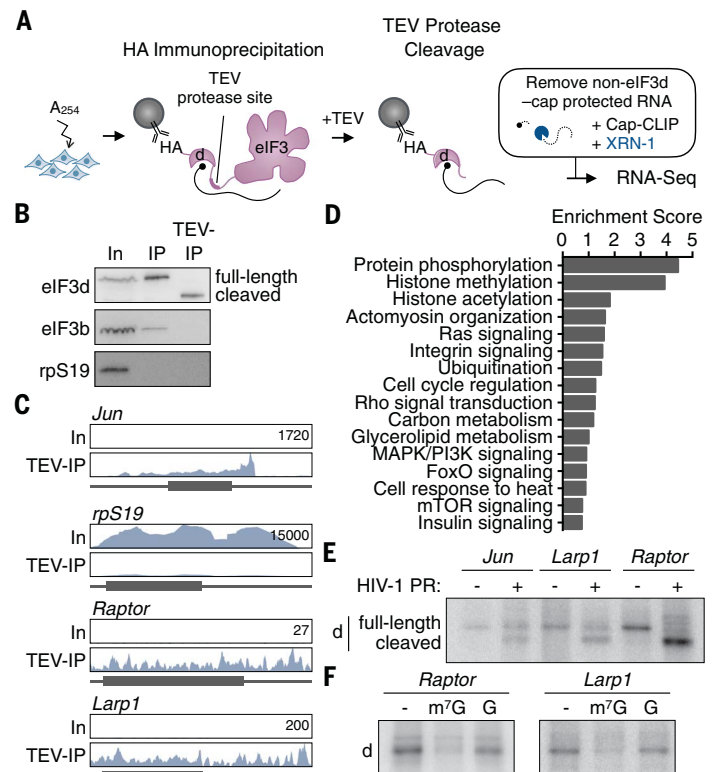 A
HA Immunoprecipitation
TEV Protease
Cleavage
A254
TEV
protease site
HA
d
eIF3
+TEV
HA
d
Remove non-eIF3d
–cap protected RNA
+ Cap-CLIP
+ XRN-1
RNA-Seq
B
In
IP
TEV-
IP
eIF3d
full-length
cleaved
eIF3b
rpS19
C
Jun
In
1720
TEV-IP
rpS19
In
15000
TEV-IP
Raptor
In
27
TEV-IP
Larp1
In
200
TEV-IP
D
Enrichment Score
0 1 2 3 4 5
Protein phosphorylation
Histone methylation
Histone acetylation
Actomyosin organization
Ras signaling
Integrin signaling
Ubiquitination
Cell cycle regulation
Rho signal transduction
Carbon metabolism
Glycerolipid metabolism
MAPK/PI3K signaling
FoxO signaling
Cell response to heat
mTOR signaling
Insulin signaling
E
Jun Larp1 Raptor
HIV-1 PR: - + - + - +
d
full-length
cleaved
F
Raptor Larp1
- m⁷G G - m⁷G G
d